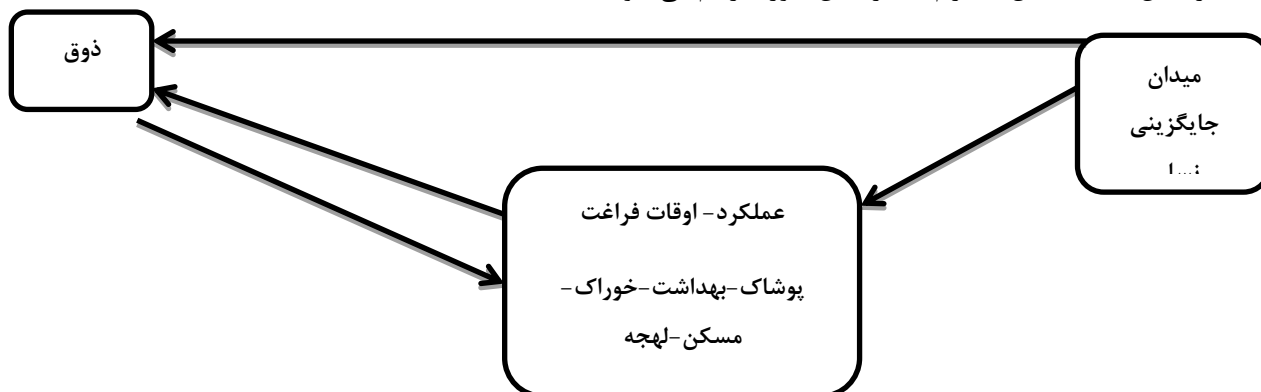 ذوق
میدان
جایگزینی
عملکرد- اوقات فراغت
پوشاک-بهداشت-خوراک-
مسکن-لهجه